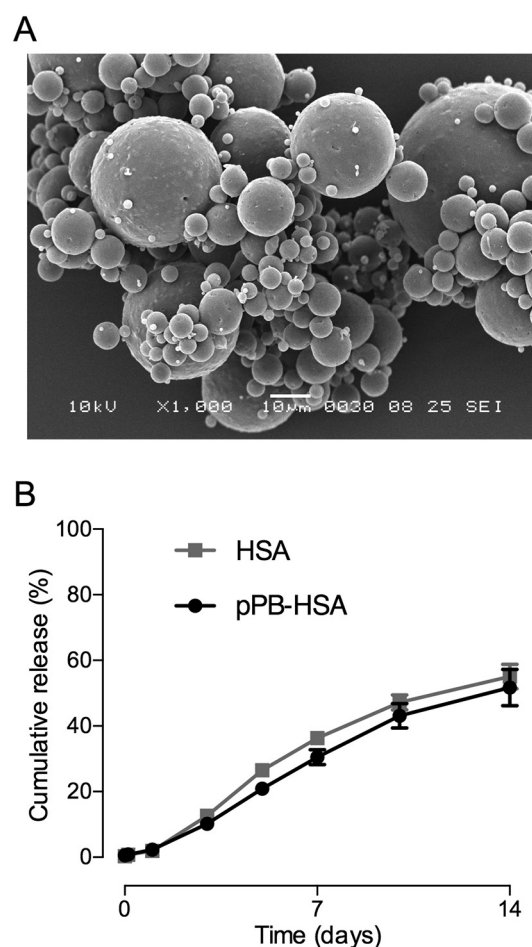 A
10kV X1,000 10µm 0030 08 25 SEI
B
100
80
60
40
20
0
Cumulative release (%)
HSA
pPB-HSA
0 7 14
Time (days)